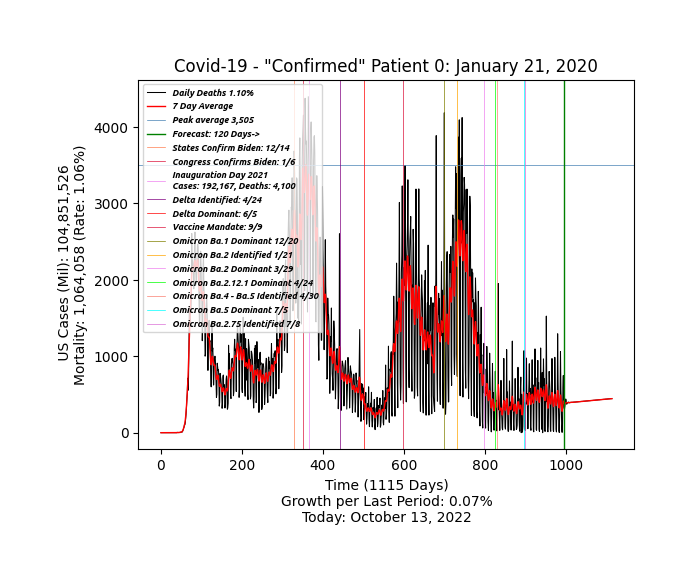 Covid-19 - "Confirmed" Patient 0: January 21, 2020
Daily Deaths 1.10%
7 Day Average
Peak average 3,505
Forecast: 120 Days->
States Confirm Biden: 12/14
Congress Confirms Biden: 1/6
Inauguration Day 2021
Cases: 192,167, Deaths: 4,100
Delta Identified: 4/24
Delta Dominant: 6/5
Vaccine Mandate: 9/9
Omicron Ba.1 Dominant 12/20
Omicron Ba.2 Identified 1/21
Omicron Ba.2 Dominant 3/29
Omicron Ba.2.12.1 Dominant 4/24
Omicron Ba.4 - Ba.5 Identified 4/30
Omicron Ba.5 Dominant 7/5
Omicron Ba.2.75 Identified 7/8
4000
3000
2000
1000
0
US Cases (Mil): 104,851,526
Mortality: 1,064,058 (Rate: 1.06%)
0 200 400 600 800 1000
Time (1115 Days)
Growth per Last Period: 0.07%
Today: October 13, 2022